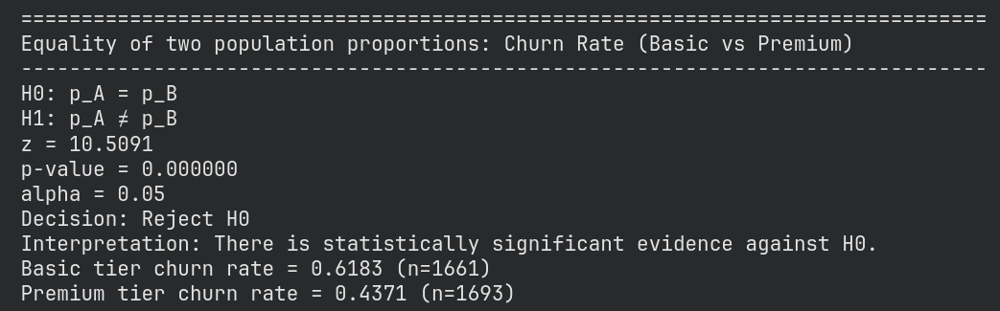 ================================================================================
Equality of two population proportions: Churn Rate (Basic vs Premium)
--------------------------------------------------------------------------------
H0: p_A = p_B
H1: p_A ≠ p_B
z = 10.5091
p-value = 0.000000
alpha = 0.05
Decision: Reject H0
Interpretation: There is statistically significant evidence against H0.
Basic tier churn rate = 0.6183 (n=1661)
Premium tier churn rate = 0.4371 (n=1693)